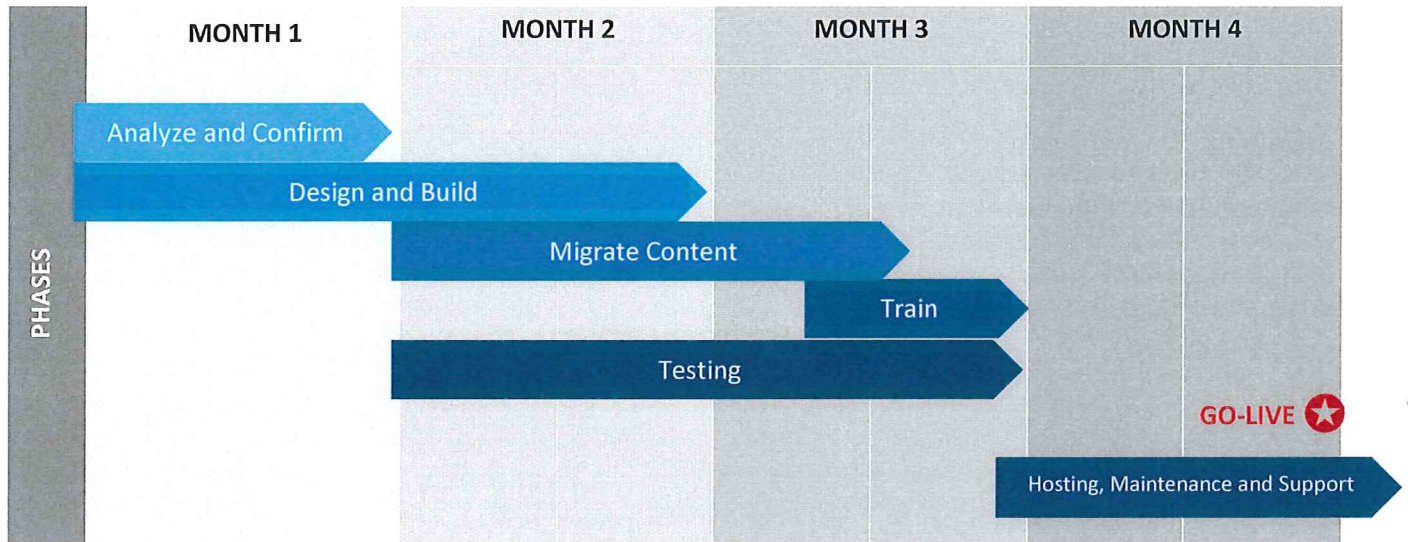 MONTH 1
MONTH 2
MONTH 3
MONTH 4
PHASES
Analyze and Confirm
Design and Build
Migrate Content
Train
Testing
GO-LIVE
Hosting, Maintenance and Support